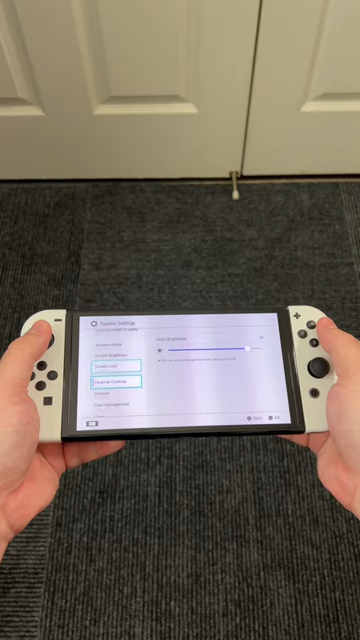 System Settings
Airplane Mode
Screen Brightness
Screen Lock
Parental Controls
Internet
Data Management
Auto-Brightness
Back
OK